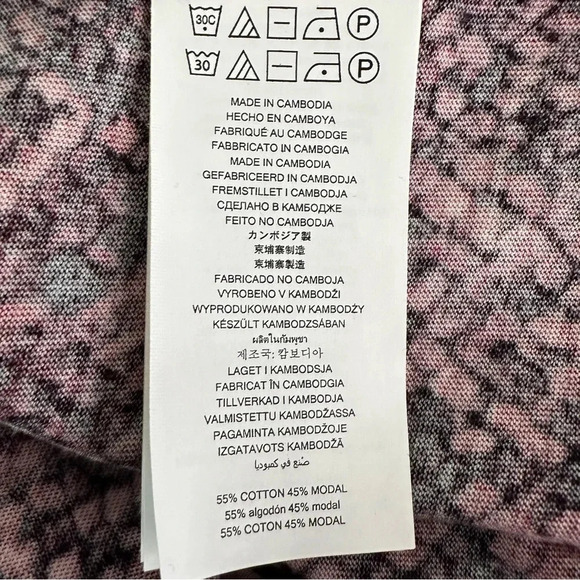 30C P
30 P
MADE IN CAMBODIA
HECHO EN CAMBOYA
FABRIQUÉ AU CAMBODGE
FABBRICATO IN CAMBOGIA
MADE IN CAMBODIA
GEFABRICEERD IN CAMBODJA
FREMSTILLET I CAMBODJA
СДЕЛАНО В КАМБОДЖЕ
FEITO NO CAMBODJA
カンボジア製
柬埔寨制造
柬埔寨製造
FABRICADO NO CAMBOJA
VYROBENO V KAMBODŽI
WYPRODUKOWANO W KAMBODŻY
KÉSZÜLT KAMBODZSÁBAN
ผลิตในกัมพูชา
제조국: 캄보디아
LAGET I KAMBODSJA
FABRICAT ÎN CAMBODGIA
TILLVERKAD I KAMBODJA
VALMISTETTU KAMBODŽASSA
PAGAMINTA KAMBODŽOJE
IZGATAVOTS KAMBODŽĀ
صُنع في كمبوديا
55% COTTON 45% MODAL
55% algodón 45% modal
55% COTON 45% MODAL